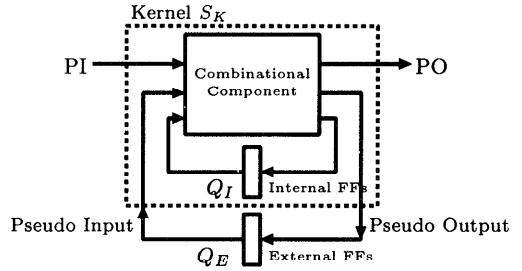 Kernel S_K
PI
PO
Combinational
Component
Q_I
Internal FFs
Pseudo Input
Pseudo Output
Q_E
External FFs